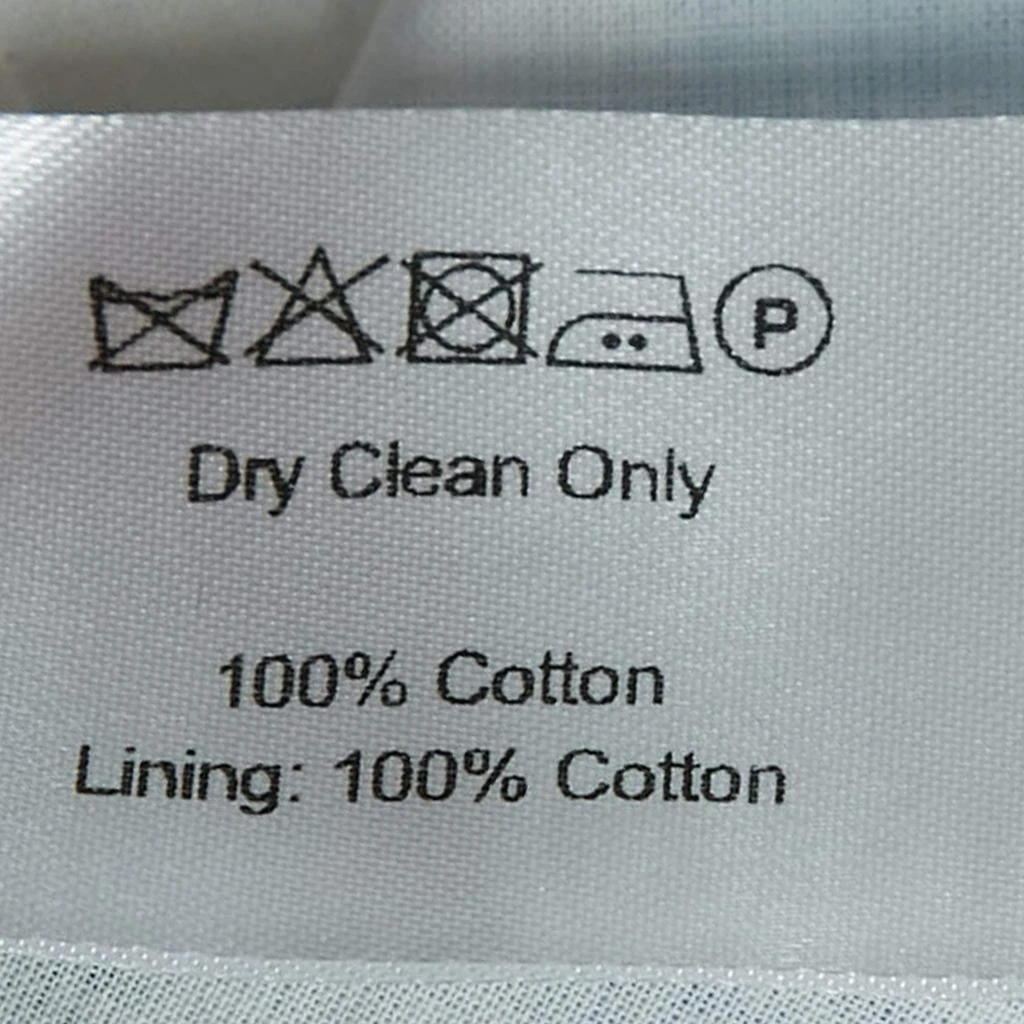 P
Dry Clean Only
100% Cotton
Lining: 100% Cotton